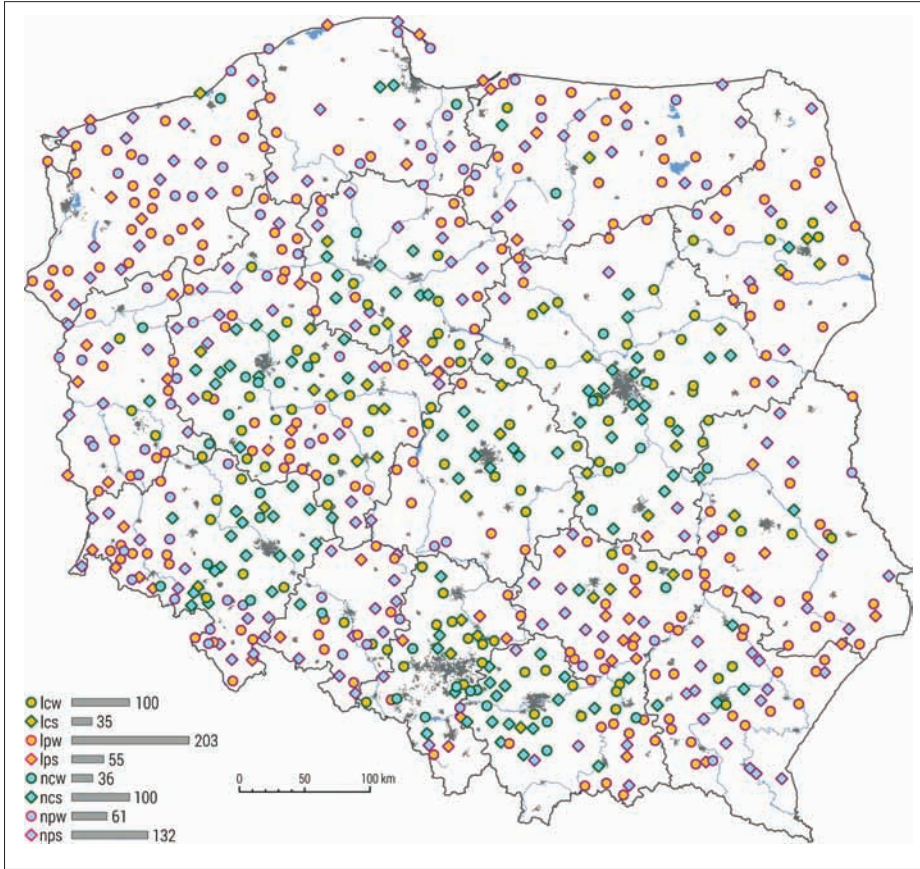 lcw 100
lcs 35
lpw 203
lps 55
ncw 36
ncs 100
npw 61
nps 132
0 50 100 km